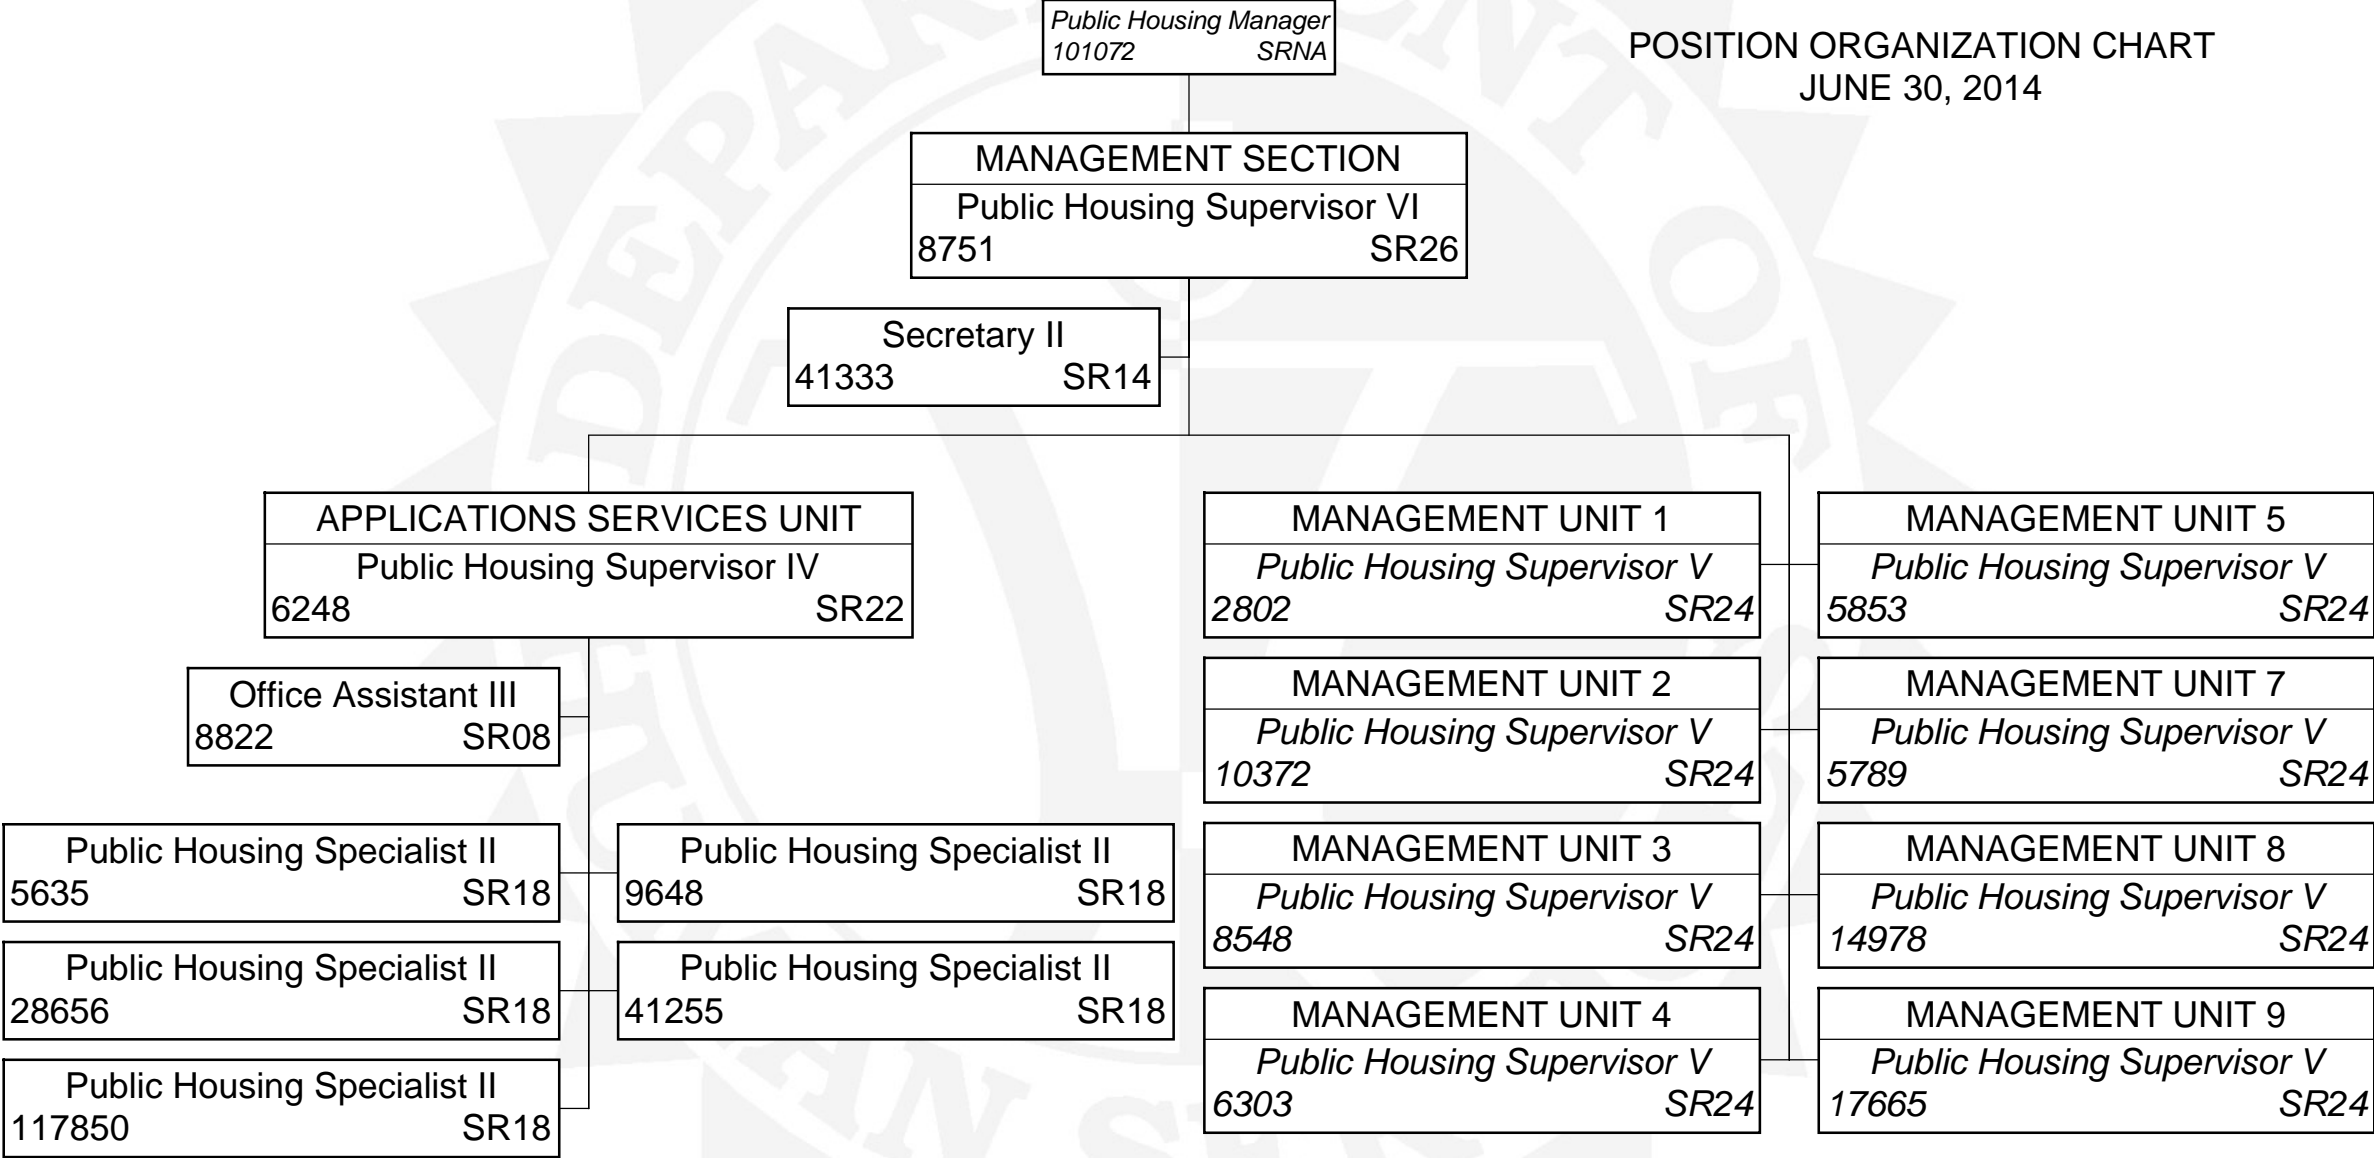 Public Housing Manager
101072 SRNA
POSITION ORGANIZATION CHART
JUNE 30, 2014
MANAGEMENT SECTION
Public Housing Supervisor VI
8751 SR26
Secretary II
41333 SR14
APPLICATIONS SERVICES UNIT
Public Housing Supervisor IV
6248 SR22
Office Assistant III
8822 SR08
Public Housing Specialist II
5635 SR18
Public Housing Specialist II
9648 SR18
Public Housing Specialist II
28656 SR18
Public Housing Specialist II
41255 SR18
Public Housing Specialist II
117850 SR18
MANAGEMENT UNIT 1
Public Housing Supervisor V
2802 SR24
MANAGEMENT UNIT 5
Public Housing Supervisor V
5853 SR24
MANAGEMENT UNIT 2
Public Housing Supervisor V
10372 SR24
MANAGEMENT UNIT 7
Public Housing Supervisor V
5789 SR24
MANAGEMENT UNIT 3
Public Housing Supervisor V
8548 SR24
MANAGEMENT UNIT 8
Public Housing Supervisor V
14978 SR24
MANAGEMENT UNIT 4
Public Housing Supervisor V
6303 SR24
MANAGEMENT UNIT 9
Public Housing Supervisor V
17665 SR24